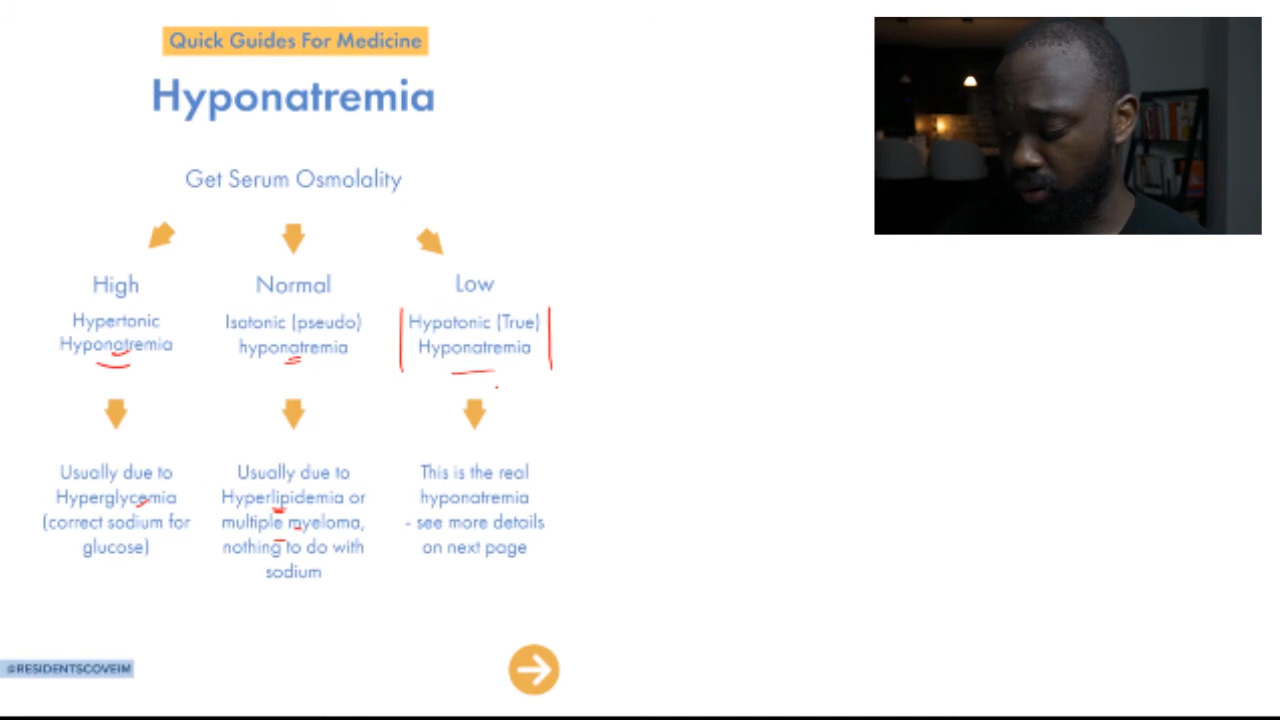 Quick Guides For Medicine
Hyponatremia
Get Serum Osmolality
High
Hypertonic
Hyponatremia
Usually due to
Hyperglycemia
(correct sodium for
glucose)
Normal
Isotonic (pseudo)
hyponatremia
Usually due to
Hyperlipidemia or
multiple myeloma,
nothing to do with
sodium
Low
Hypotonic (True)
Hyponatremia
This is the real
hyponatremia
- see more details
on next page
@RESIDENTSCOVEIM